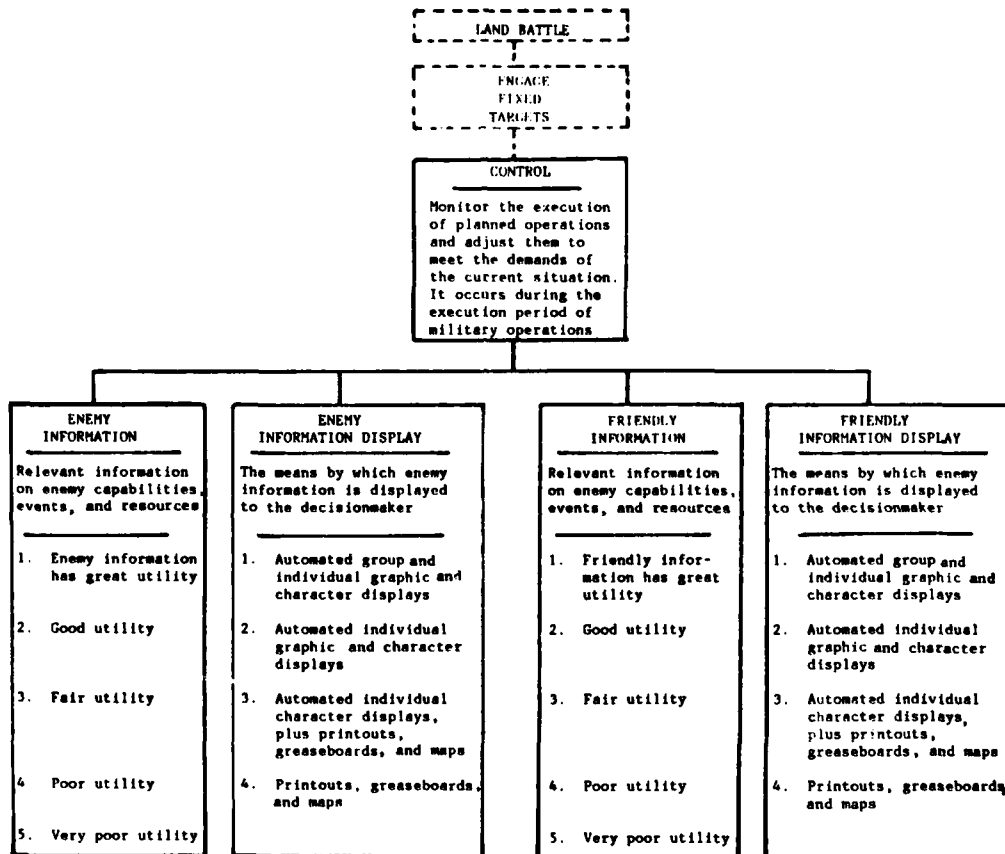 LAND BATTLE
ENGAGE
FIXED
TARGETS
CONTROL
Monitor the execution
of planned operations
and adjust them to
meet the demands of
the current situation.
It occurs during the
execution period of
military operations
ENEMY
INFORMATION
Relevant information
on enemy capabilities,
events, and resources
1. Enemy information
has great utility
2. Good utility
3. Fair utility
4 Poor utility
5. Very poor utility
ENEMY
INFORMATION DISPLAY
The means by which enemy
information is displayed
to the decisionmaker
1. Automated group and
individual graphic and
character displays
2. Automated individual
graphic and character
displays
3. Automated individual
character displays,
plus printouts,
greaseboards, and maps
4. Printouts, greaseboards,
and maps
FRIENDLY
INFORMATION
Relevant information
on enemy capabilities,
events, and resources
1. Friendly infor-
mation has great
utility
2. Good utility
3. Fair utility
4. Poor utility
5. Very poor utility
FRIENDLY
INFORMATION DISPLAY
The means by which enemy
information is displayed
to the decisionmaker
1. Automated group and
individual graphic and
character displays
2. Automated individual
graphic and character
displays
3. Automated individual
character displays,
plus printouts,
greaseboards, and maps
4. Printouts, greaseboards,
and maps